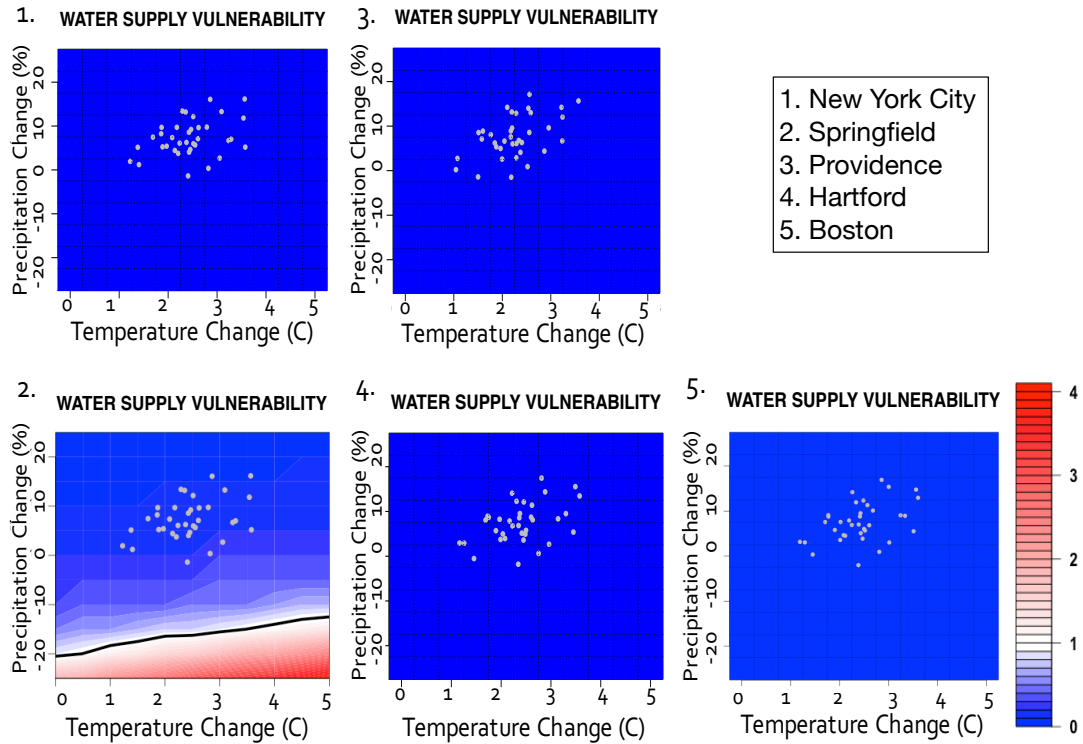 1. WATER SUPPLY VULNERABILITY
Precipitation Change (%)
20
10
0
-10
-20
0 1 2 3 4 5
Temperature Change (C)
3. WATER SUPPLY VULNERABILITY
Precipitation Change (%)
20
10
0
-10
-20
0 1 2 3 4 5
Temperature Change (C)
1. New York City
2. Springfield
3. Providence
4. Hartford
5. Boston
2. WATER SUPPLY VULNERABILITY
Precipitation Change (%)
20
10
0
-10
-20
0 1 2 3 4 5
Temperature Change (C)
4. WATER SUPPLY VULNERABILITY
Precipitation Change (%)
20
10
0
-10
-20
0 1 2 3 4 5
Temperature Change (C)
5. WATER SUPPLY VULNERABILITY
Precipitation Change (%)
20
10
0
-10
-20
0 1 2 3 4 5
Temperature Change (C)
4
3
2
1
0